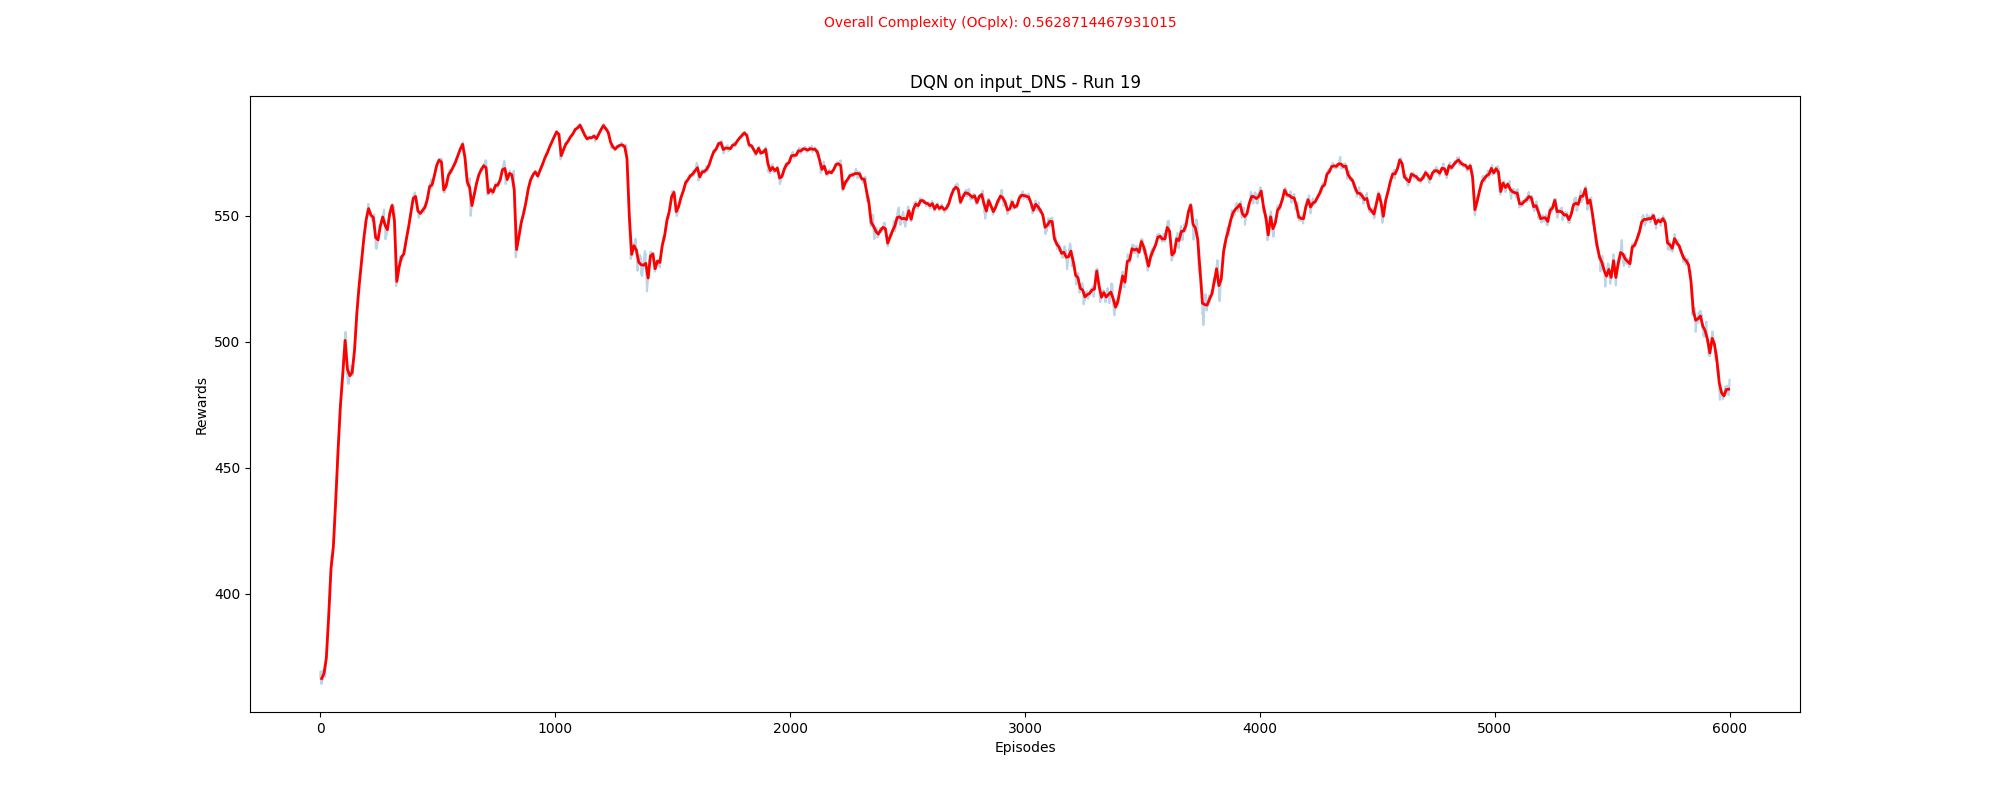 Overall Complexity (OCplx): 0.5628714467931015
DQN on input_DNS - Run 19
Rewards
550
500
450
400
0 1000 2000 3000 4000 5000 6000
Episodes